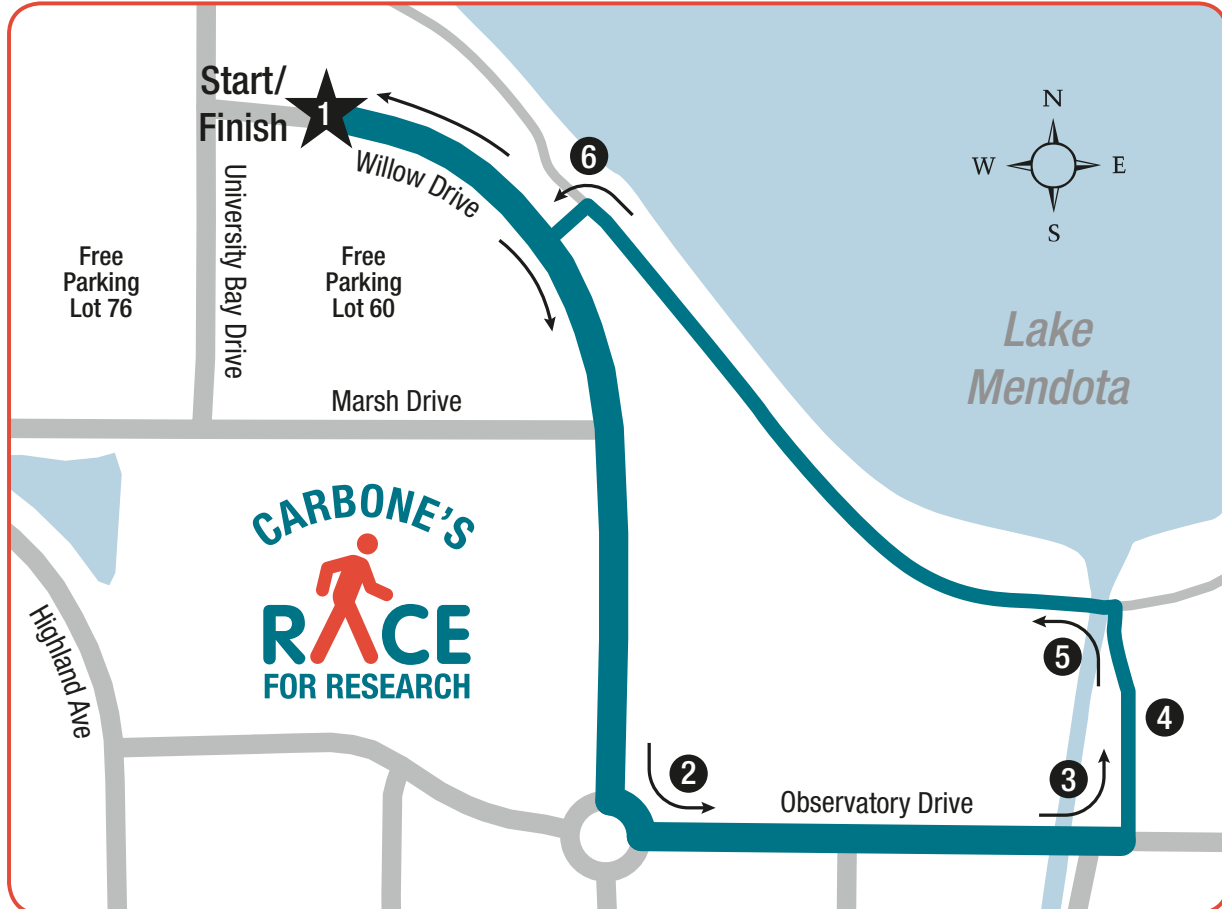 Start/
Finish
1
Willow Drive
6
N
W
E
S
University Bay Drive
Free
Parking
Lot 76
Free
Parking
Lot 60
Lake
Mendota
Marsh Drive
CARBONE'S
RACE
FOR RESEARCH
Highland Ave
5
4
2
3
Observatory Drive